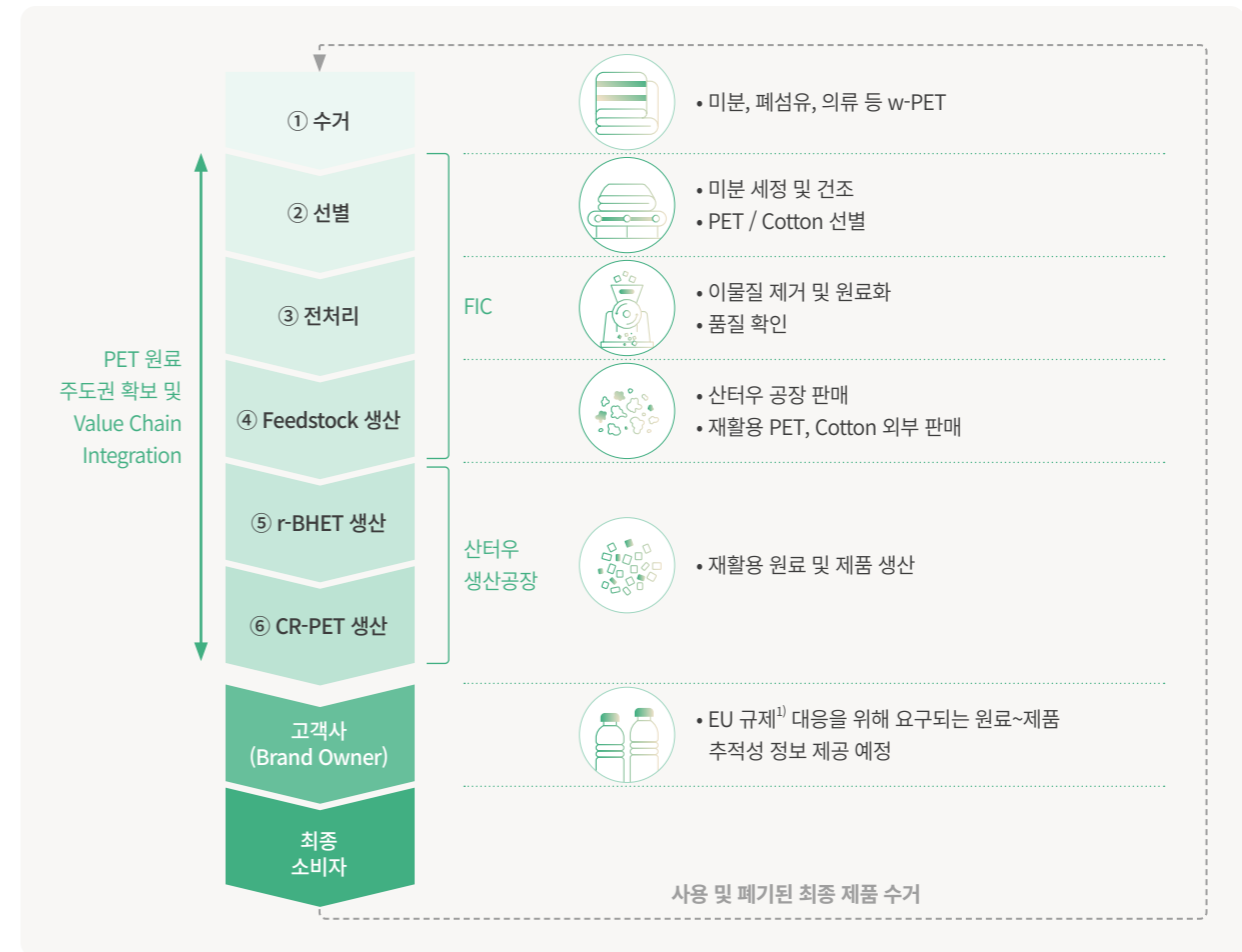 ① 수거
• 미분, 폐섬유, 의류 등 w-PET
② 선별
• 미분 세정 및 건조
• PET / Cotton 선별
③ 전처리
FIC
• 이물질 제거 및 원료화
• 품질 확인
PET 원료
주도권 확보 및
Value Chain
Integration
④ Feedstock 생산
• 산터우 공장 판매
• 재활용 PET, Cotton 외부 판매
⑤ r-BHET 생산
산터우
생산공장
• 재활용 원료 및 제품 생산
⑥ CR-PET 생산
고객사
(Brand Owner)
• EU 규제1) 대응을 위해 요구되는 원료~제품
추적성 정보 제공 예정
최종
소비자
사용 및 폐기된 최종 제품 수거